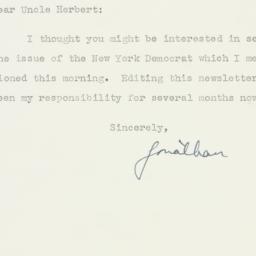 ear Uncle Herbert:
I thought you might be interested in se
he issue of the New York Democrat which I me
ioned this morning. Editing this newsletter
een my responsibility for several months now
Sincerely,
Jonathan